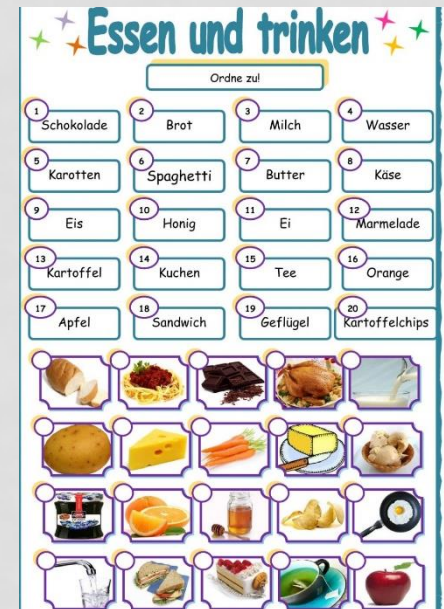 Essen und trinken
Ordne zu!
1 2 3 4
Schokolade Brot Milch Wasser
5 6 7 8
Karotten Spaghetti Butter Käse
9 10 11 12
Eis Honig Ei Marmelade
13 14 15 16
Kartoffel Kuchen Tee Orange
17 18 19 20
Apfel Sandwich Geflügel Kartoffelchips